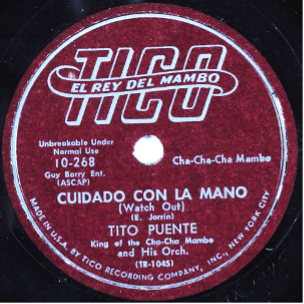 TICO
EL REY DEL MAMBO
Unbreakable Under
Normal Use
10-268
Cha-Cha-Cha Mambo
Guy Barry Ent.
(ASCAP)
CUIDADO CON LA MANO
(Watch Out)
(E. Jorrin)
TITO PUENTE
King of the Cha-Cha Mambo
and His Orch.
(TR-1045)
MADE IN U.S.A. BY TICO RECORDING COMPANY, INC., NEW YORK CITY